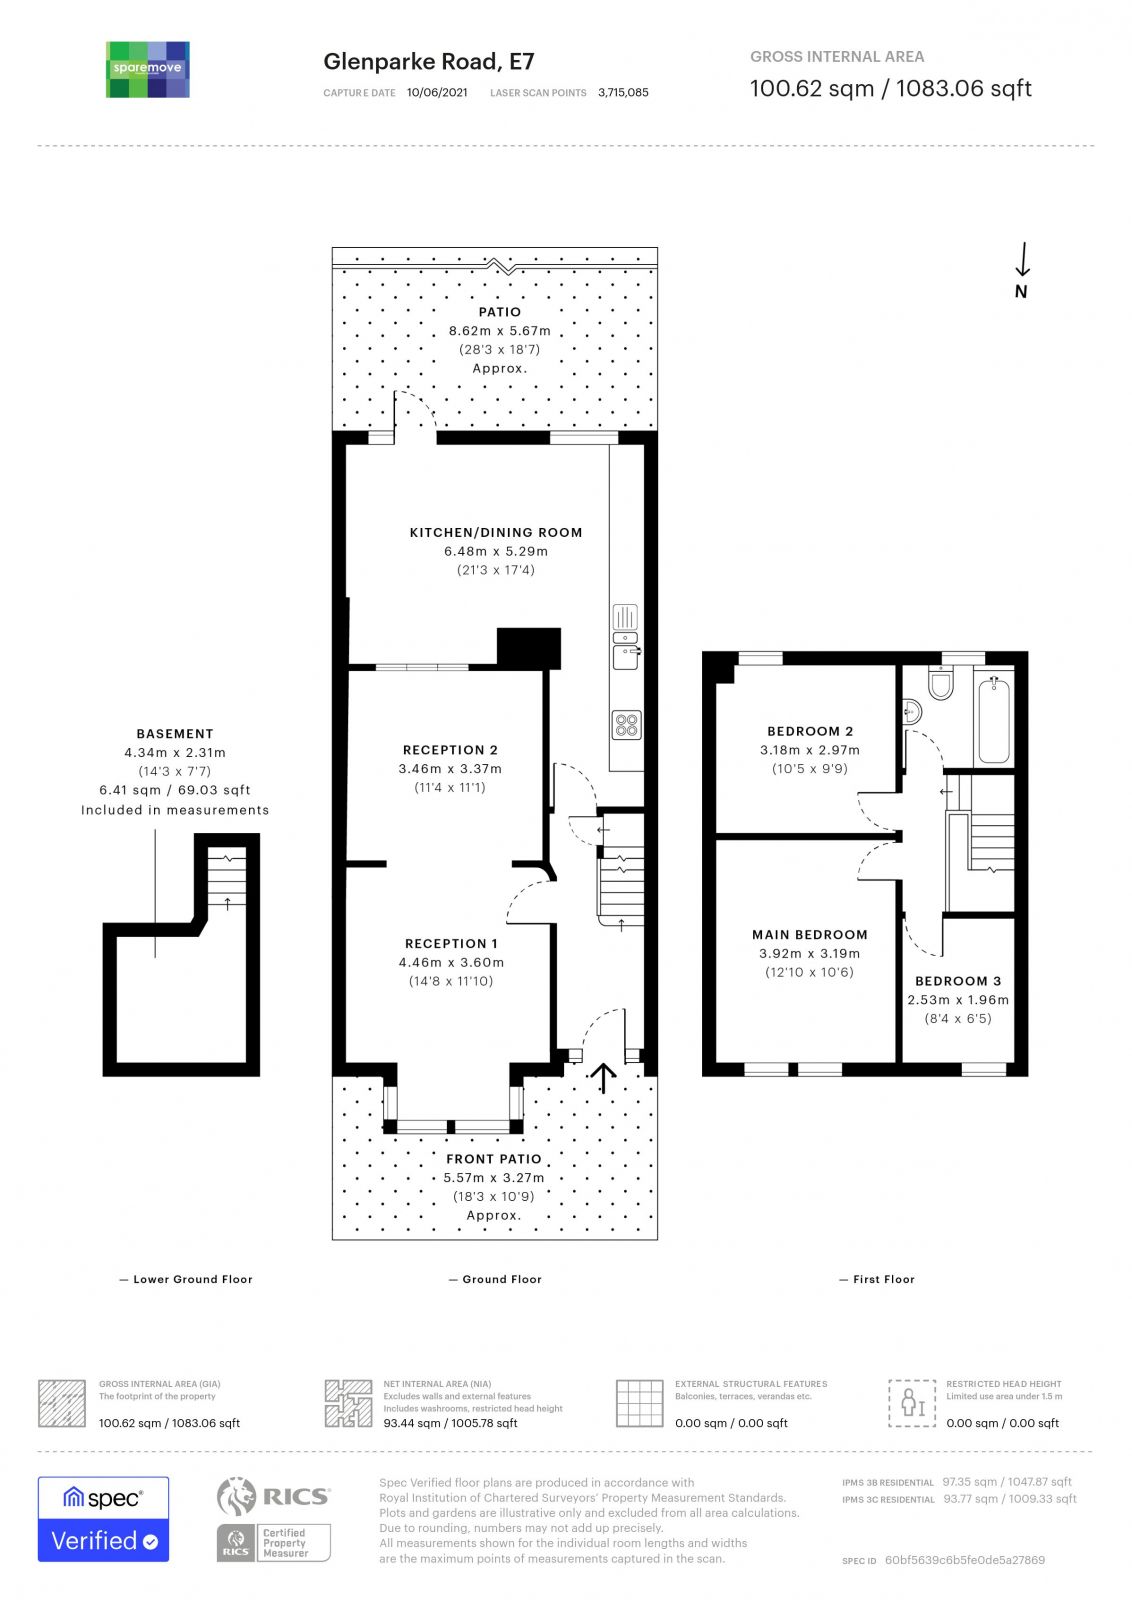 sparemove
Glenparke Road, E7
CAPTURE DATE 10/06/2021 LASER SCAN POINTS 3,715,085
GROSS INTERNAL AREA
100.62 sqm / 1083.06 sqft
N
PATIO
8.62m x 5.67m
(28'3 x 18'7)
Approx.
KITCHEN/DINING ROOM
6.48m x 5.29m
(21'3 x 17'4)
BASEMENT
4.34m x 2.31m
(14'3 x 7'7)
6.41 sqm / 69.03 sqft
Included in measurements
RECEPTION 2
3.46m x 3.37m
(11'4 x 11'1)
BEDROOM 2
3.18m x 2.97m
(10'5 x 9'9)
RECEPTION 1
4.46m x 3.60m
(14'8 x 11'10)
MAIN BEDROOM
3.92m x 3.19m
(12'10 x 10'6)
BEDROOM 3
2.53m x 1.96m
(8'4 x 6'5)
FRONT PATIO
5.57m x 3.27m
(18'3 x 10'9)
Approx.
— Lower Ground Floor
— Ground Floor
— First Floor
GROSS INTERNAL AREA (GIA)
The footprint of the property
100.62 sqm / 1083.06 sqft
NET INTERNAL AREA (NIA)
Excludes walls and external features
Includes washrooms, restricted head height
93.44 sqm / 1005.78 sqft
EXTERNAL STRUCTURAL FEATURES
Balconies, terraces, verandas etc.
0.00 sqm / 0.00 sqft
RESTRICTED HEAD HEIGHT
Limited use area under 1.5 m
0.00 sqm / 0.00 sqft
spec®
Verified
RICS®
RICS
Certified
Property
Measurer
Spec Verified floor plans are produced in accordance with
Royal Institution of Chartered Surveyors' Property Measurement Standards.
Plots and gardens are illustrative only and excluded from all area calculations.
Due to rounding, numbers may not add up precisely.
All measurements shown for the individual room lengths and widths
are the maximum points of measurements captured in the scan.
IPMS 3B RESIDENTIAL 97.35 sqm / 1047.87 sqft
IPMS 3C RESIDENTIAL 93.77 sqm / 1009.33 sqft
SPEC ID 60bf5639c6b5fe0de5a27869